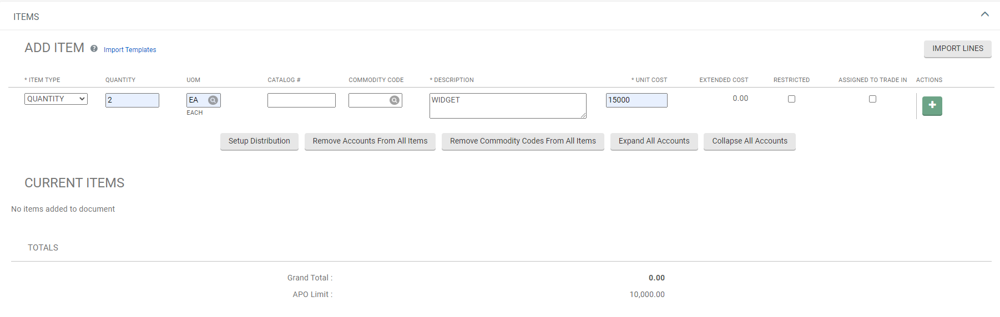 ITEMS
ADD ITEM ? Import Templates IMPORT LINES
* ITEM TYPE QUANTITY UOM CATALOG # COMMODITY CODE * DESCRIPTION * UNIT COST EXTENDED COST RESTRICTED ASSIGNED TO TRADE IN ACTIONS
QUANTITY 2 EA WIDGET 15000 0.00
EACH
Setup Distribution Remove Accounts From All Items Remove Commodity Codes From All Items Expand All Accounts Collapse All Accounts
CURRENT ITEMS
No items added to document
TOTALS
Grand Total : 0.00
APO Limit : 10,000.00